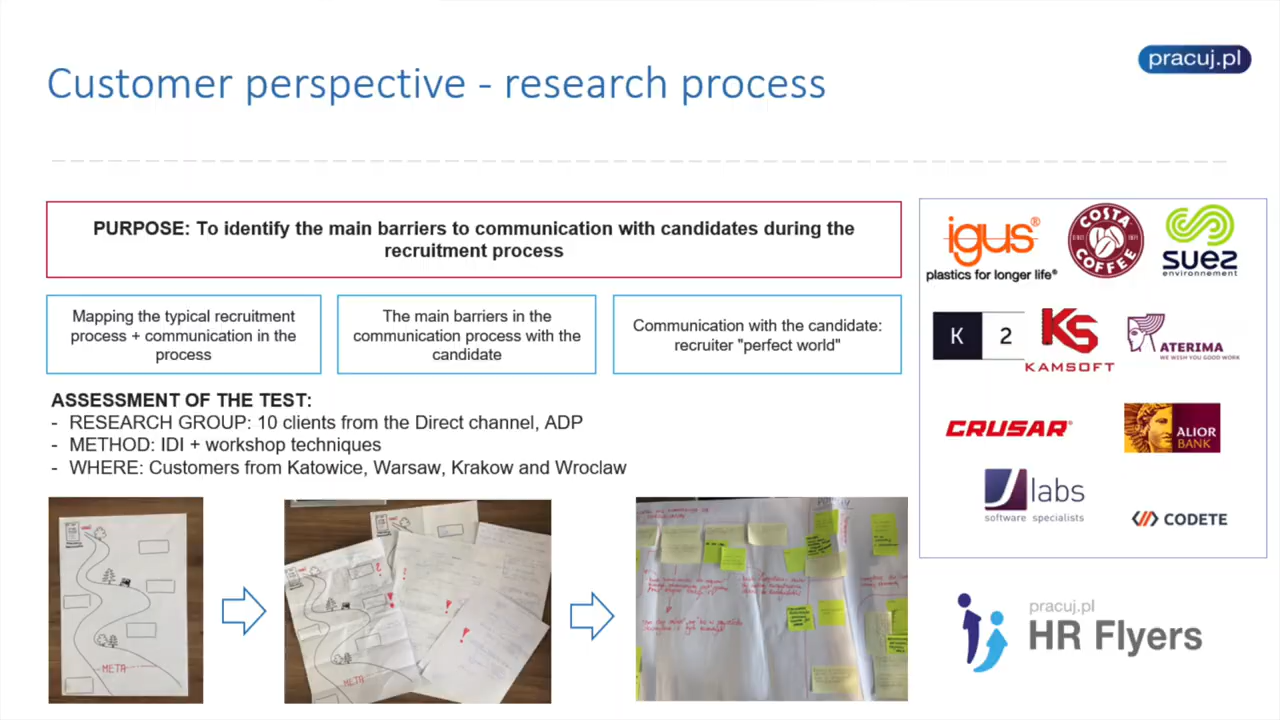 pracuj.pl
Customer perspective - research process
PURPOSE: To identify the main barriers to communication with candidates during the
recruitment process
Mapping the typical recruitment
process + communication in the
process
The main barriers in the
communication process with the
candidate
Communication with the candidate:
recruiter "perfect world"
ASSESSMENT OF THE TEST:
- RESEARCH GROUP: 10 clients from the Direct channel, ADP
- METHOD: IDI + workshop techniques
- WHERE: Customers from Katowice, Warsaw, Krakow and Wroclaw
igus®
plastics for longer life®
COSTA
COFFEE
suez
environnement
K 2
KS
KAMSOFT
ATERIMA
WE WISH YOU GOOD WORK
CRUSAR®
ALIOR
BANK
labs
software specialists
CODETE
META
META
pracuj.pl
HR Flyers